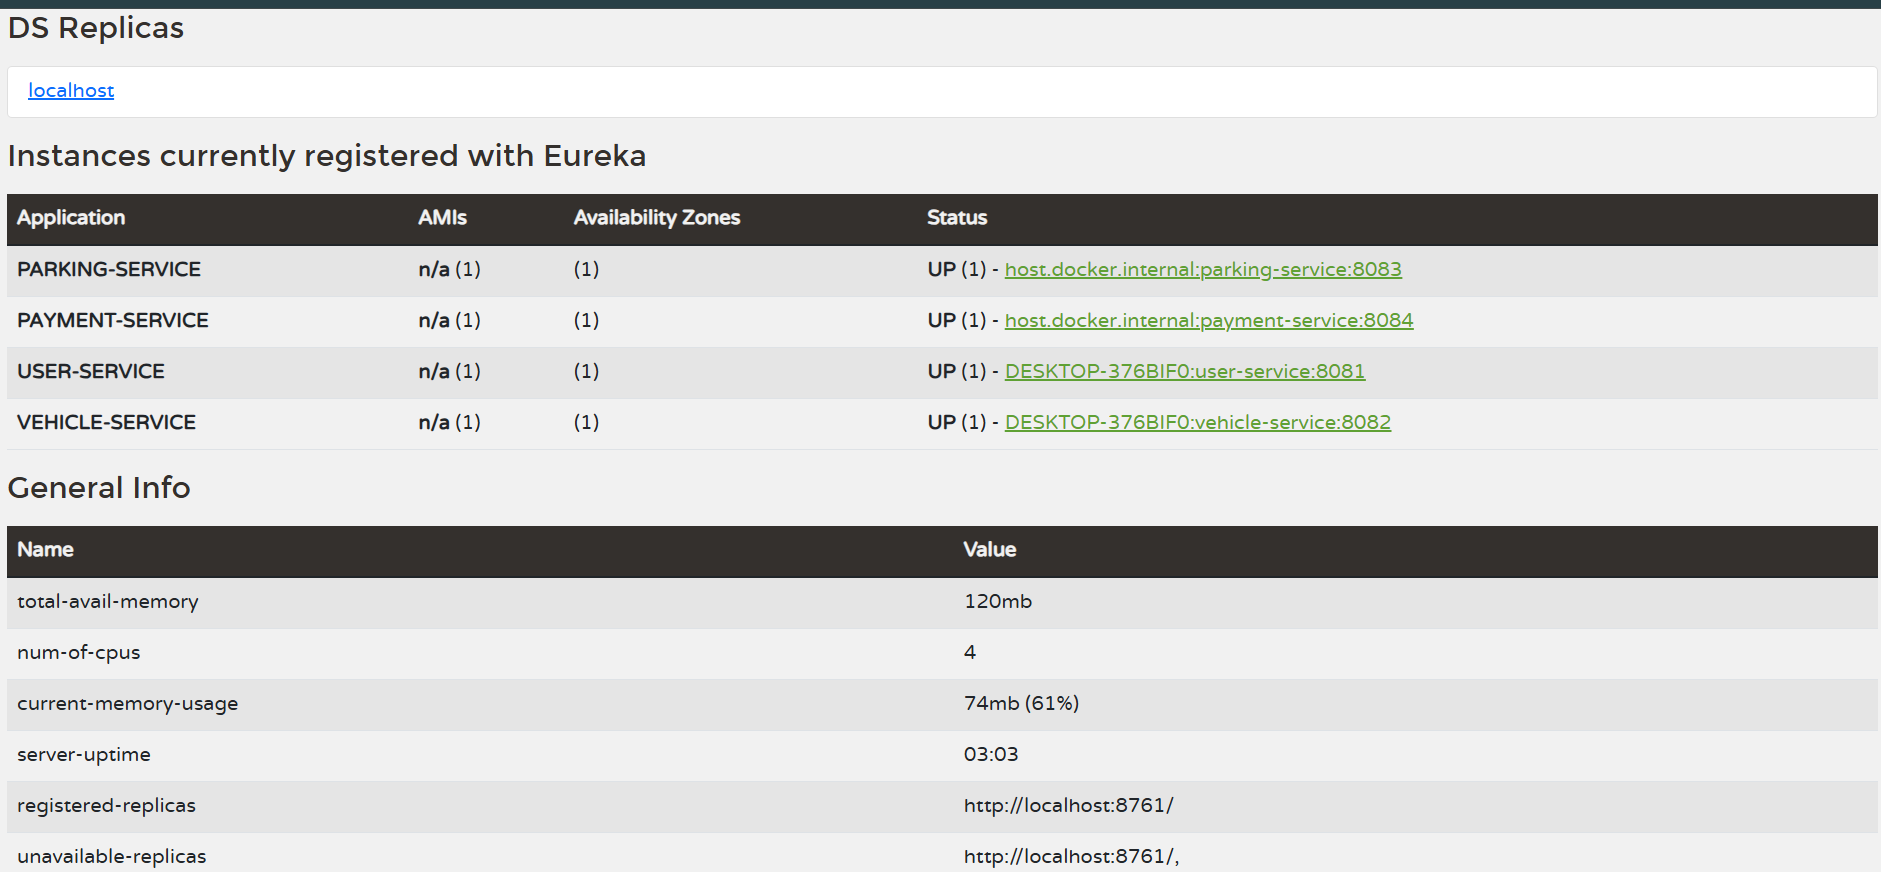 DS Replicas
localhost
Instances currently registered with Eureka
Application AMIs Availability Zones Status
PARKING-SERVICE n/a (1) (1) UP (1) - host.docker.internal:parking-service:8083
PAYMENT-SERVICE n/a (1) (1) UP (1) - host.docker.internal:payment-service:8084
USER-SERVICE n/a (1) (1) UP (1) - DESKTOP-376BIF0:user-service:8081
VEHICLE-SERVICE n/a (1) (1) UP (1) - DESKTOP-376BIF0:vehicle-service:8082
General Info
Name Value
total-avail-memory 120mb
num-of-cpus 4
current-memory-usage 74mb (61%)
server-uptime 03:03
registered-replicas http://localhost:8761/
unavailable-replicas http://localhost:8761/,